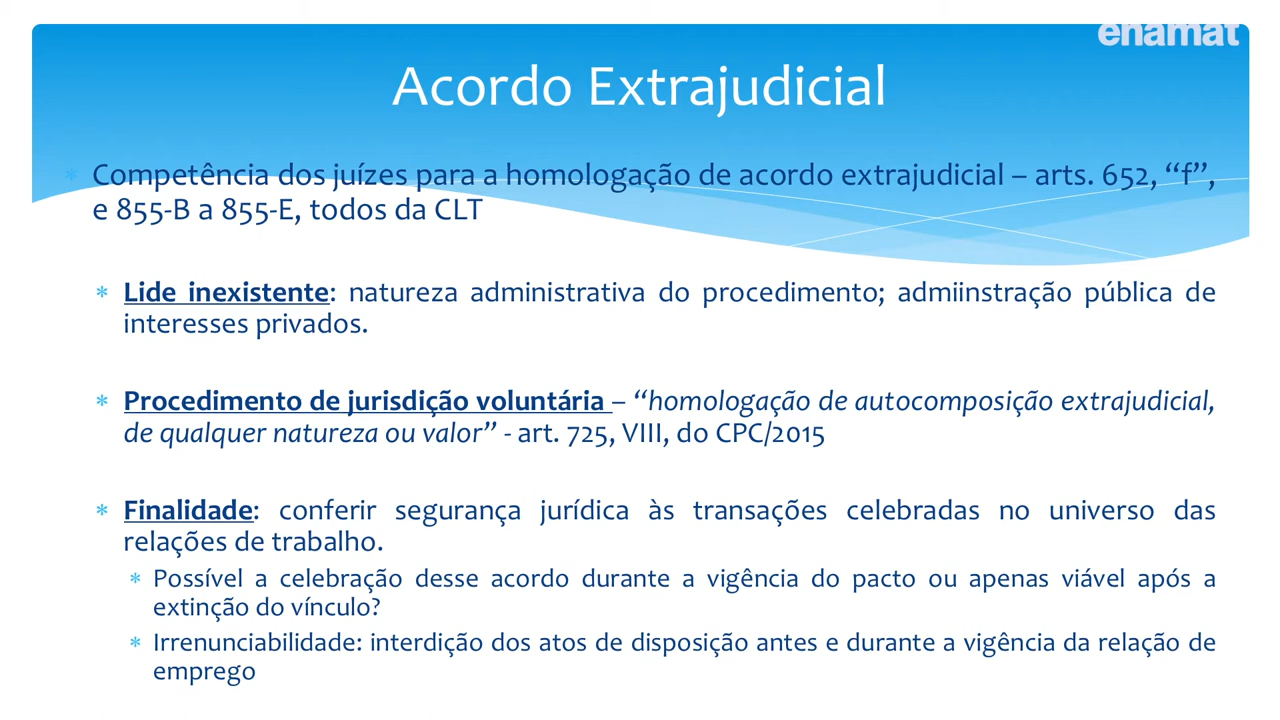 enamat
Acordo Extrajudicial
* Competência dos juízes para a homologação de acordo extrajudicial – arts. 652, “f”,
e 855-B a 855-E, todos da CLT
* Lide inexistente: natureza administrativa do procedimento; admiinstração pública de
interesses privados.
* Procedimento de jurisdição voluntária – “homologação de autocomposição extrajudicial,
de qualquer natureza ou valor” - art. 725, VIII, do CPC/2015
* Finalidade: conferir segurança jurídica às transações celebradas no universo das
relações de trabalho.
* Possível a celebração desse acordo durante a vigência do pacto ou apenas viável após a
extinção do vínculo?
* Irrenunciabilidade: interdição dos atos de disposição antes e durante a vigência da relação de
emprego